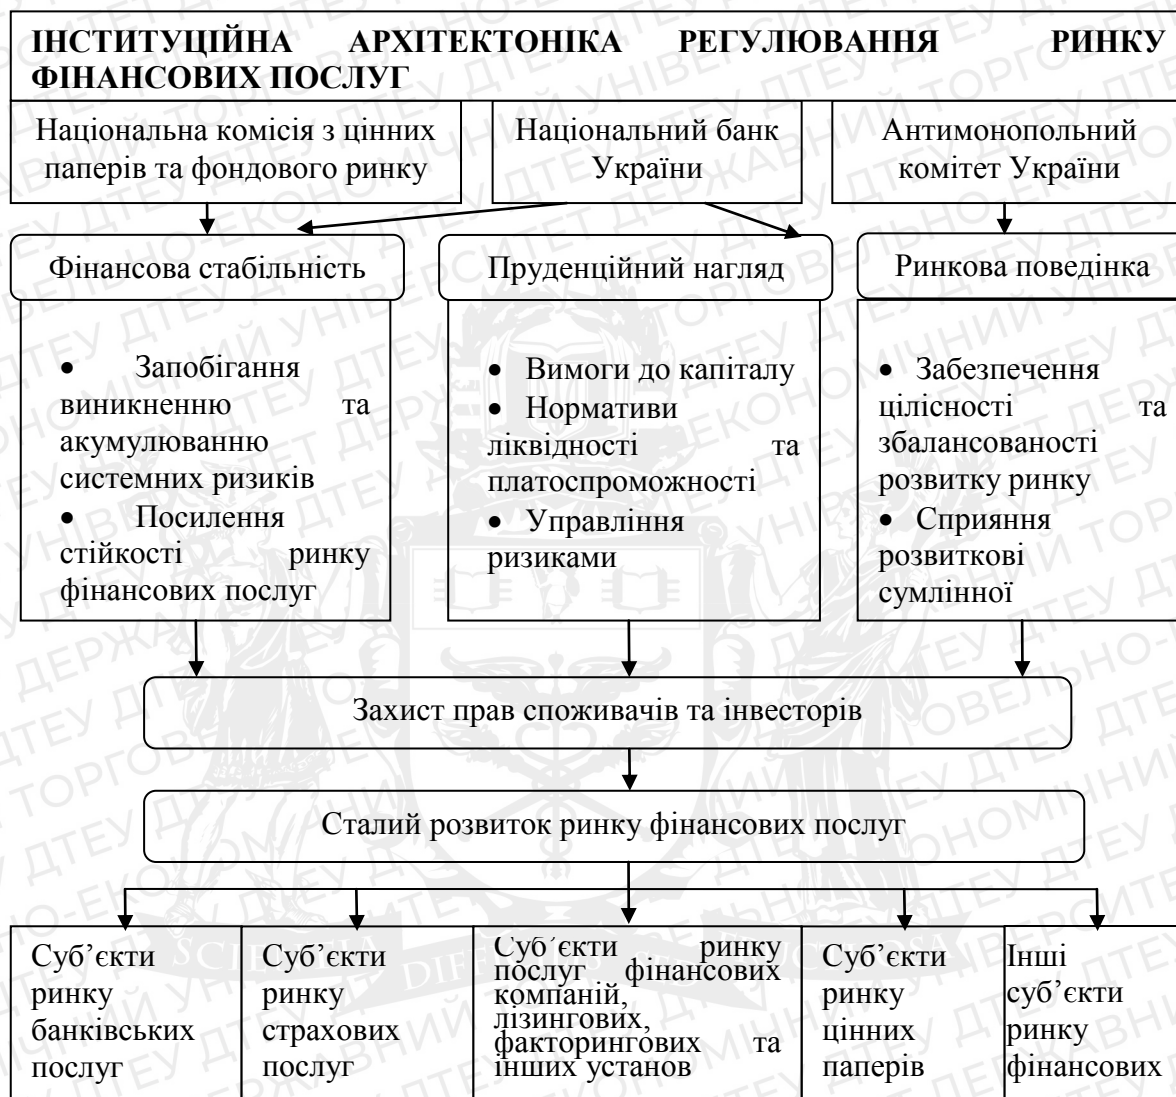 ІНСТИТУЦІЙНА АРХІТЕКТОНІКА РЕГУЛЮВАННЯ РИНКУ
ФІНАНСОВИХ ПОСЛУГ
Національна комісія з цінних
паперів та фондового ринку
Національний банк
України
Антимонопольний
комітет України
Фінансова стабільність
Пруденційний нагляд
Ринкова поведінка
• Запобігання
виникненню та
акумулюванню
системних ризиків
• Посилення
стійкості ринку
фінансових послуг
• Вимоги до капіталу
• Нормативи
ліквідності та
платоспроможності
• Управління
ризиками
• Забезпечення
цілісності та
збалансованості
розвитку ринку
• Сприяння
розвиткові
сумлінної
Захист прав споживачів та інвесторів
Сталий розвиток ринку фінансових послуг
Суб’єкти
ринку
банківських
послуг
Суб’єкти
ринку
страхових
послуг
Суб’єкти ринку
послуг фінансових
компаній,
лізингових,
факторингових та
інших установ
Суб’єкти
ринку
цінних
паперів
Інші
суб’єкти
ринку
фінансових